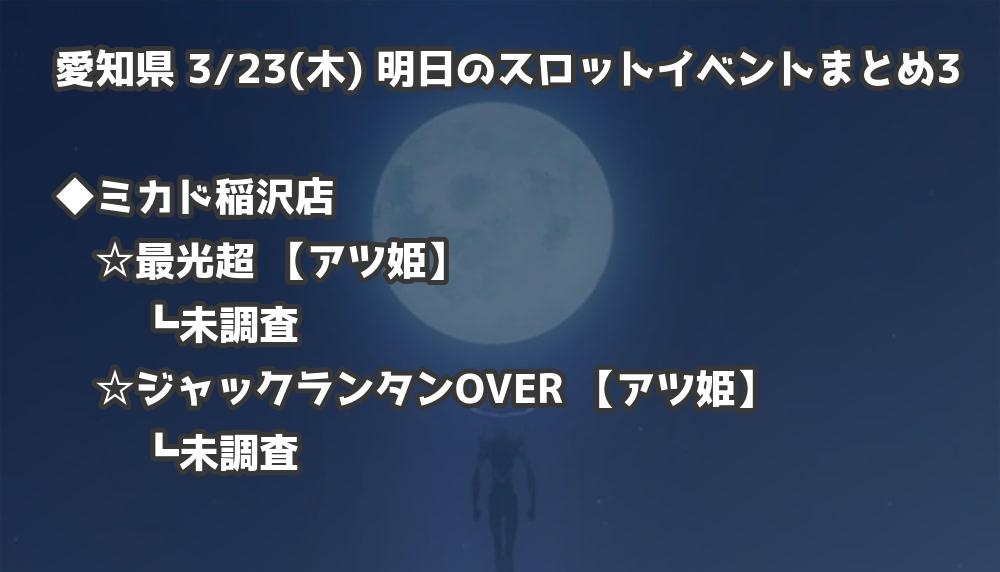 愛知県 3/23(木) 明日のスロットイベントまとめ3
◆ミカド稲沢店
☆最光超 【アツ姫】
┗未調査
☆ジャックランタンOVER 【アツ姫】
┗未調査